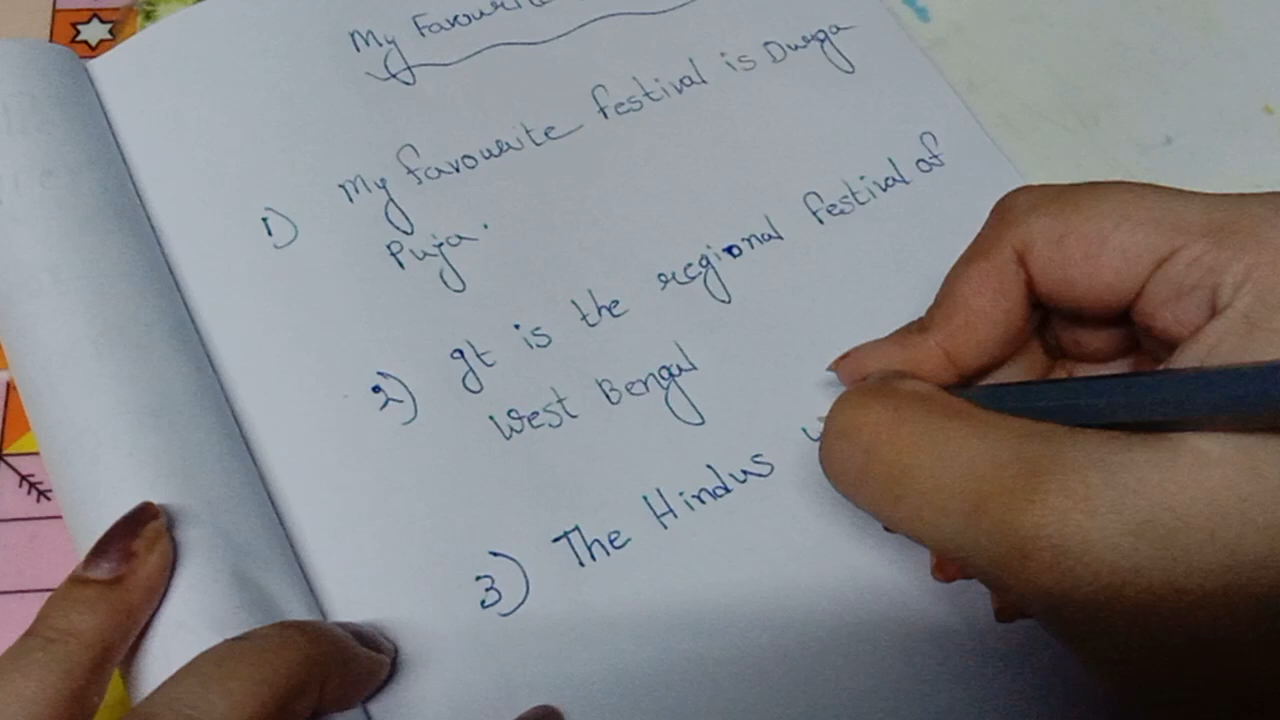 My Favourite
1) My favourite festival is Durga
Puja.
2) It is the regional festival of
West Bengal
3) The Hindus